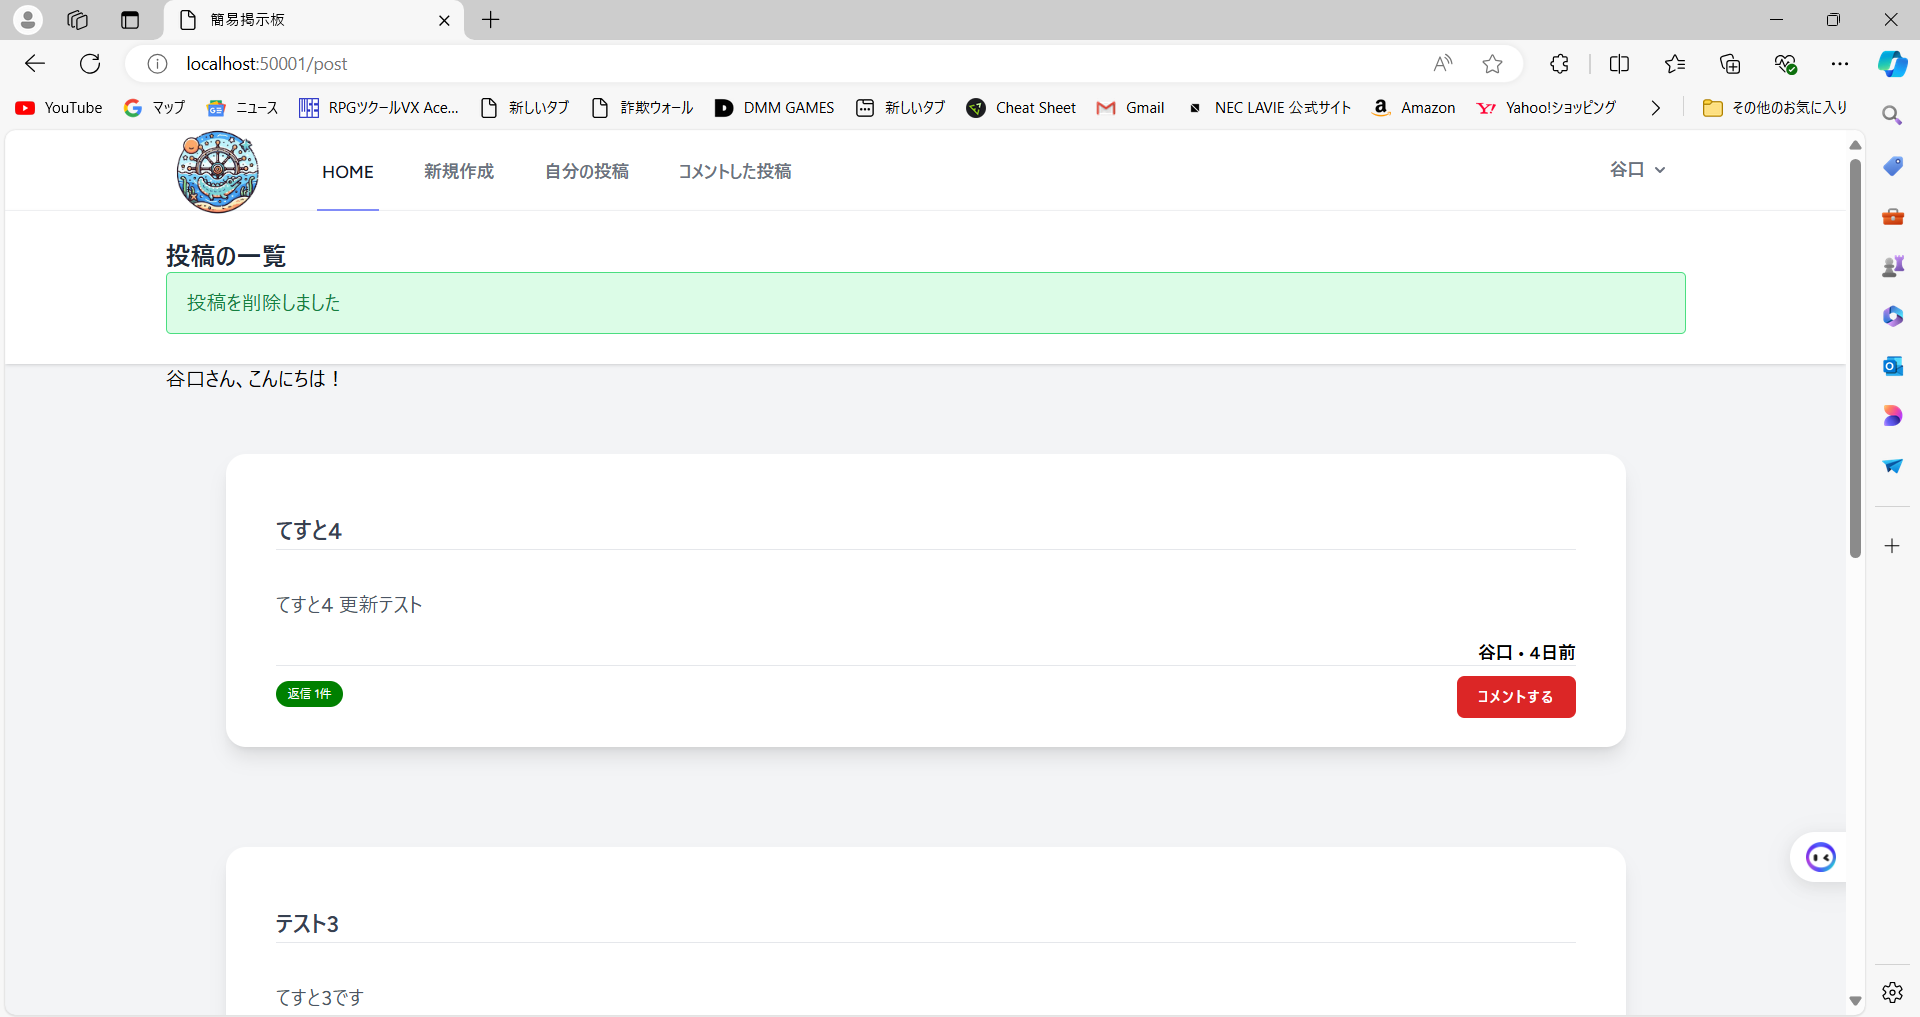 簡易掲示板
localhost:50001/post
YouTube
マップ
ニュース
RPGツクールVX Ace...
新しいタブ
詐欺ウォール
DMM GAMES
新しいタブ
Cheat Sheet
Gmail
NEC LAVIE 公式サイト
Amazon
Yahoo!ショッピング
その他のお気に入り
HOME
新規作成
自分の投稿
コメントした投稿
谷口
投稿の一覧
投稿を削除しました
谷口さん、こんにちは！
てすと4
てすと4 更新テスト
谷口・4日前
返信 1件
コメントする
テスト3
てすと3です